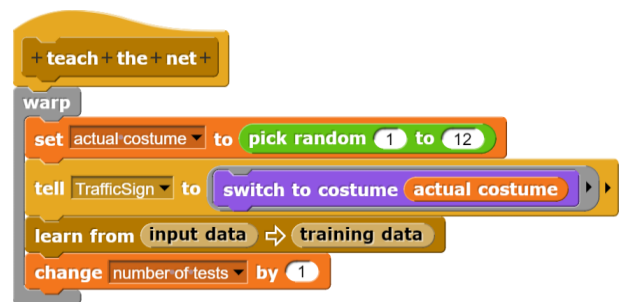 + teach + the + net +
warp
set actual costume to pick random 1 to 12
tell TrafficSign to switch to costume actual costume
learn from input data ⇨ training data
change number of tests by 1